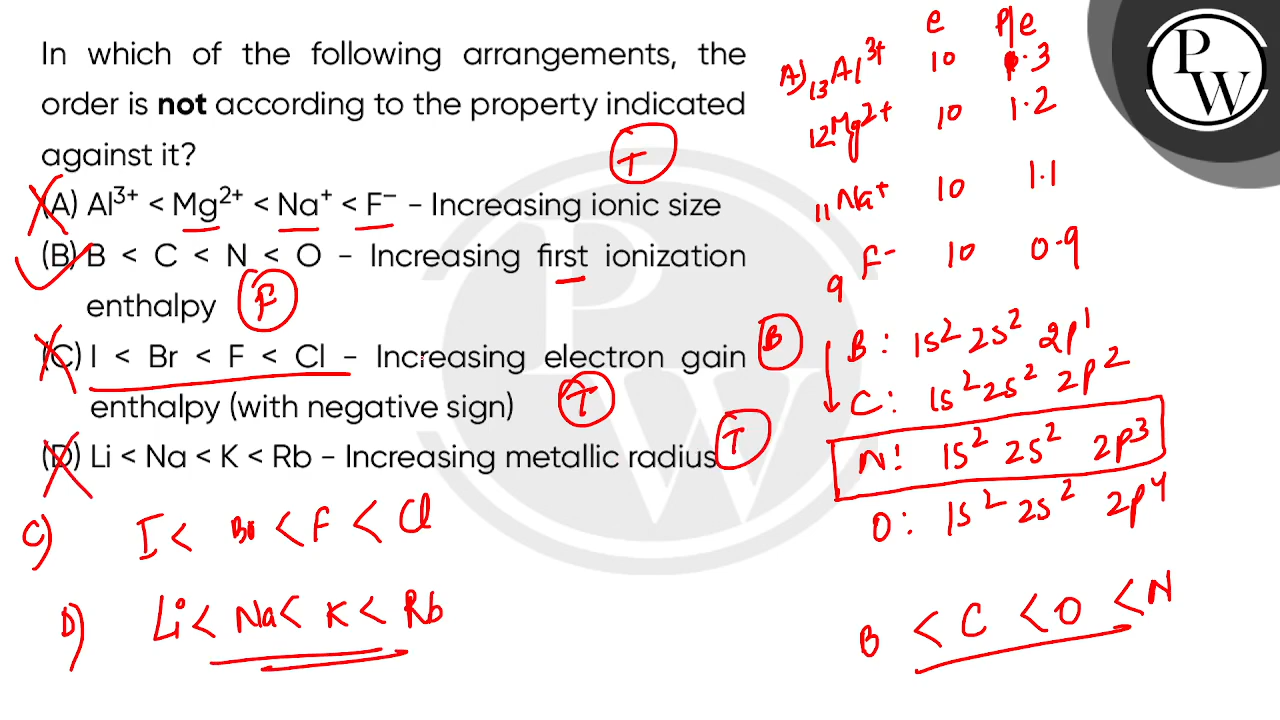 In which of the following arrangements, the
order is not according to the property indicated
against it?
(A) Al³⁺ < Mg²⁺ < Na⁺ < F⁻ – Increasing ionic size
(B) B < C < N < O – Increasing first ionization
enthalpy
(C) I < Br < F < Cl – Increasing electron gain
enthalpy (with negative sign)
(D) Li < Na < K < Rb – Increasing metallic radius
T
F
B
T
T
C) I < Br < F < Cl
D) Li < Na < K < Rb
e P/e
A) ₁₃Al³⁺ 10 1.3
₁₂Mg²⁺ 10 1.2
₁₁Na⁺ 10 1.1
₉F⁻ 10 0.9
B: 1s² 2s² 2p¹
C: 1s² 2s² 2p²
N: 1s² 2s² 2p³
O: 1s² 2s² 2p⁴
B < C < O < N
P
W
P
W